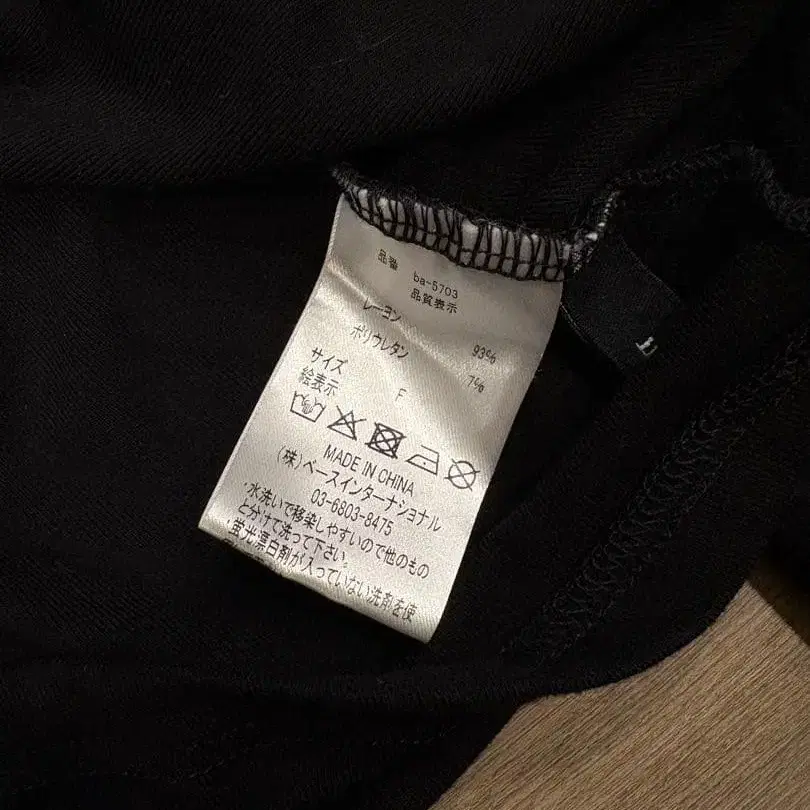 品番 ba-5703
品質表示
レーヨン 93%
ポリウレタン 7%
サイズ F
絵表示
MADE IN CHINA
(株)ベースインターナショナル
03-6803-8475
・水洗いで移染しやすいので他のもの
と分けて洗って下さい。
・蛍光漂白剤が入っていない洗剤を使
F